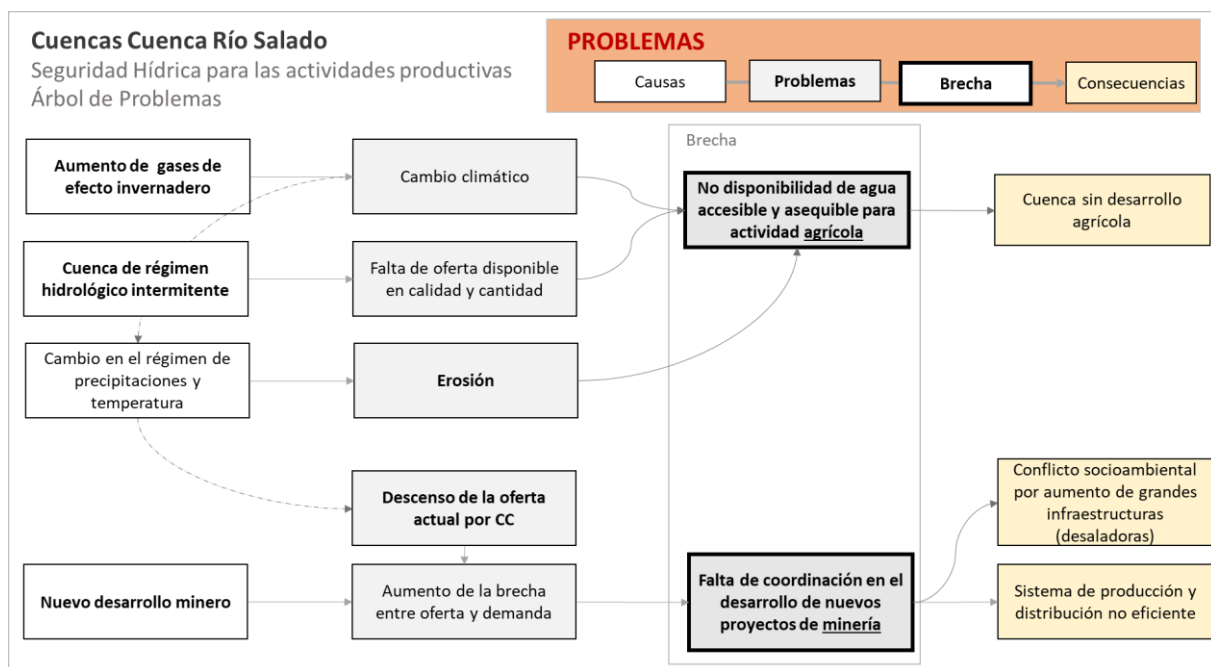 Cuencas Cuenca Río Salado
Seguridad Hídrica para las actividades productivas
Árbol de Problemas
PROBLEMAS
Causas
Problemas
Brecha
Consecuencias
Brecha
Aumento de gases de
efecto invernadero
Cambio climático
No disponibilidad de agua
accesible y asequible para
actividad agrícola
Cuenca sin desarrollo
agrícola
Cuenca de régimen
hidrológico intermitente
Falta de oferta disponible
en calidad y cantidad
Cambio en el régimen de
precipitaciones y
temperatura
Erosión
Descenso de la oferta
actual por CC
Conflicto socioambiental
por aumento de grandes
infraestructuras
(desaladoras)
Nuevo desarrollo minero
Aumento de la brecha
entre oferta y demanda
Falta de coordinación en el
desarrollo de nuevos
proyectos de minería
Sistema de producción y
distribución no eficiente